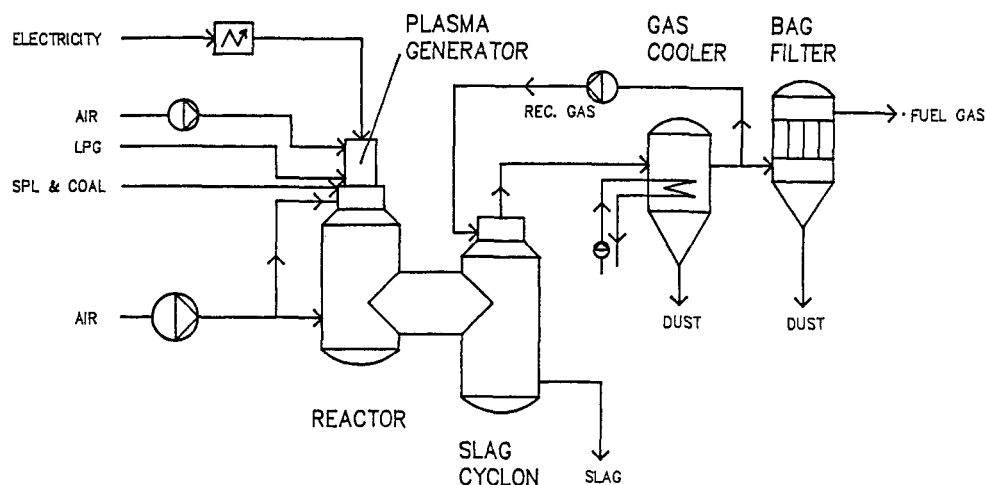 PLASMA
GENERATOR
GAS
COOLER
BAG
FILTER
ELECTRICITY
AIR
REC. GAS
FUEL GAS
LPG
SPL & COAL
AIR
DUST
DUST
REACTOR
SLAG
CYCLON
SLAG